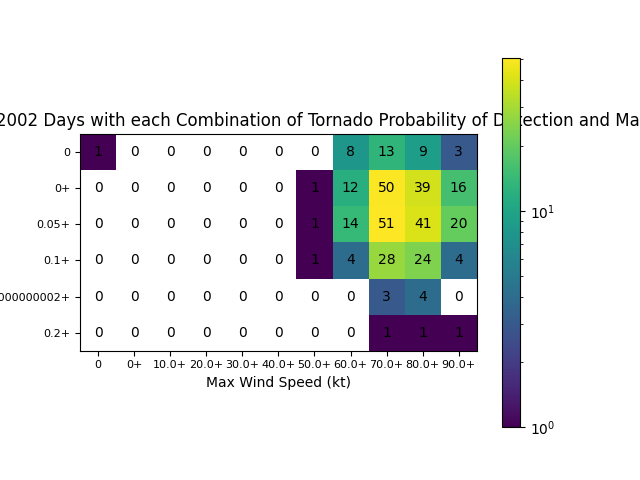 2002 Days with each Combination of Tornado Probability of Detection and Ma
0 1 0 0 0 0 0 0 8 13 9 3
0+ 0 0 0 0 0 0 1 12 50 39 16
0.05+ 0 0 0 0 0 0 1 14 51 41 20
0.1+ 0 0 0 0 0 0 1 4 28 24 4
000000002+ 0 0 0 0 0 0 0 0 3 4 0
0.2+ 0 0 0 0 0 0 0 0 1 1 1
0 0+ 10.0+ 20.0+ 30.0+ 40.0+ 50.0+ 60.0+ 70.0+ 80.0+ 90.0+
Max Wind Speed (kt)
10¹
10⁰